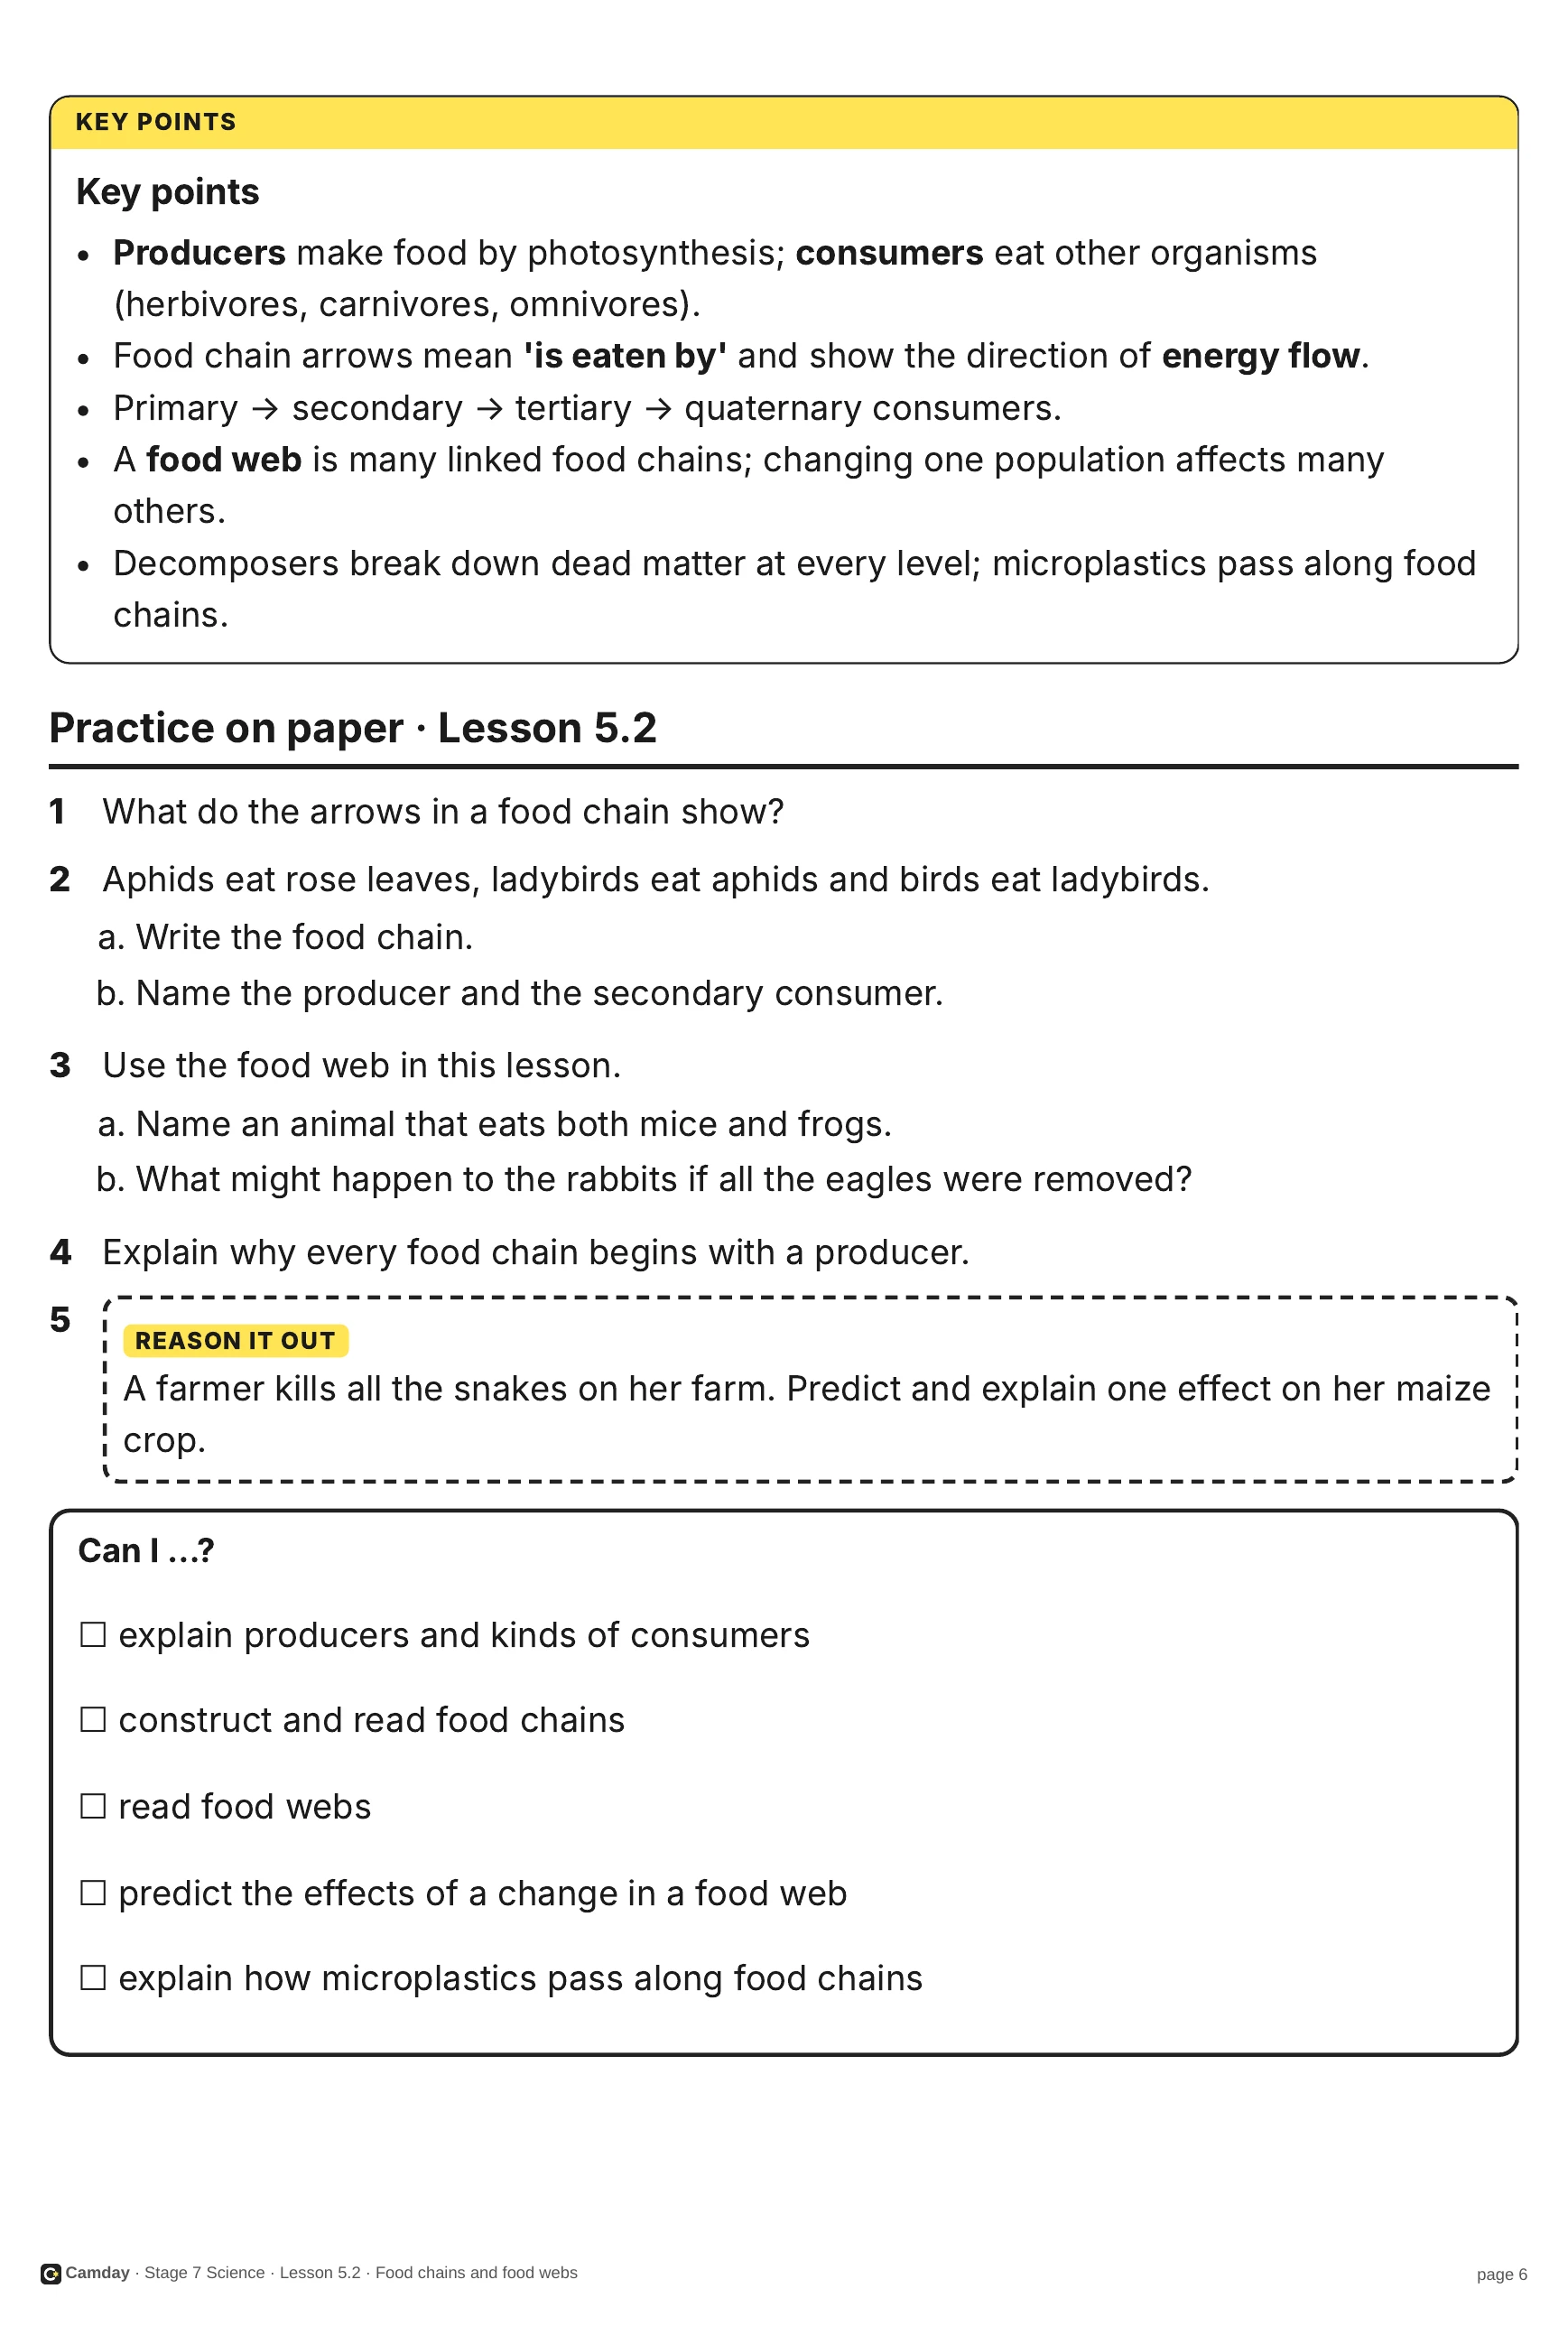 KEY POINTS
Key points
• Producers make food by photosynthesis; consumers eat other organisms
(herbivores, carnivores, omnivores).
• Food chain arrows mean 'is eaten by' and show the direction of energy flow.
• Primary → secondary → tertiary → quaternary consumers.
• A food web is many linked food chains; changing one population affects many
others.
• Decomposers break down dead matter at every level; microplastics pass along food
chains.
Practice on paper · Lesson 5.2
1 What do the arrows in a food chain show?
2 Aphids eat rose leaves, ladybirds eat aphids and birds eat ladybirds.
a. Write the food chain.
b. Name the producer and the secondary consumer.
3 Use the food web in this lesson.
a. Name an animal that eats both mice and frogs.
b. What might happen to the rabbits if all the eagles were removed?
4 Explain why every food chain begins with a producer.
5 REASON IT OUT
A farmer kills all the snakes on her farm. Predict and explain one effect on her maize
crop.
Can I ...?
☐ explain producers and kinds of consumers
☐ construct and read food chains
☐ read food webs
☐ predict the effects of a change in a food web
☐ explain how microplastics pass along food chains
Camday · Stage 7 Science · Lesson 5.2 · Food chains and food webs
page 6